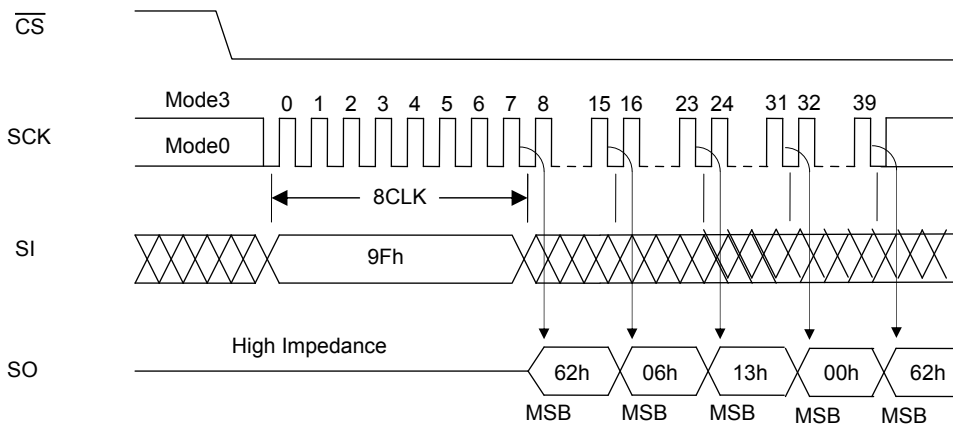 CS
Mode3 0 1 2 3 4 5 6 7 8 15 16 23 24 31 32 39
SCK
Mode0
8CLK
SI
9Fh
High Impedance
SO
62h 06h 13h 00h 62h
MSB MSB MSB MSB MSB